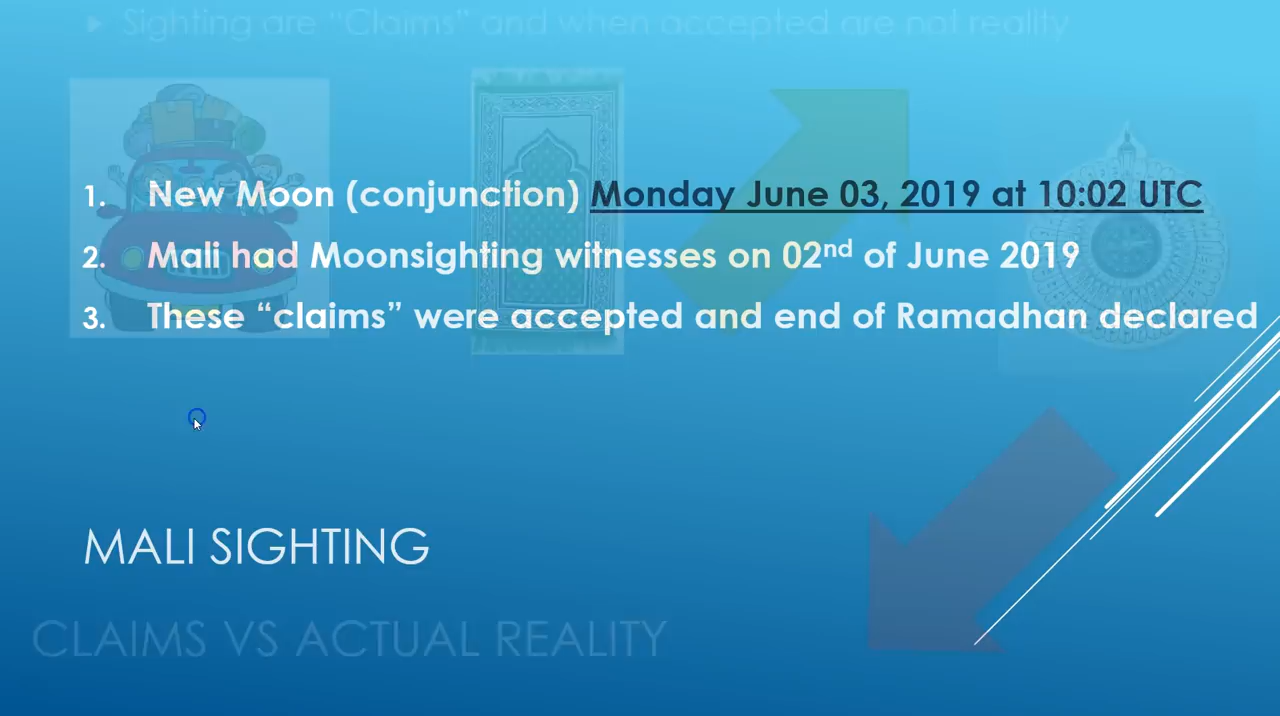 Sighting are “Claims” and when accepted are not reality
1. New Moon (conjunction) Monday June 03, 2019 at 10:02 UTC
2. Mali had Moonsighting witnesses on 02nd of June 2019
3. These “claims” were accepted and end of Ramadhan declared
MALI SIGHTING
CLAIMS VS ACTUAL REALITY